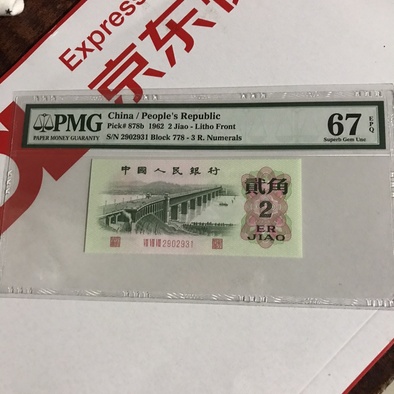 Express
京东快
PMG
PAPER MONEY GUARANTY
China / People's Republic
Pick# 878b 1962 2 Jiao - Litho Front
S/N 2902931 Block 778 - 3 R. Numerals
67 EPQ
Superb Gem Unc
中國人民銀行
贰角
2
ER
JIAO
2902931